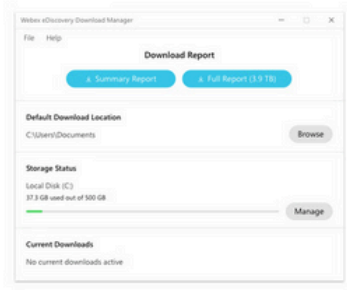 Webex eDiscovery Download Manager
File Help
Download Report
Summary Report Full Report (3.9 TB)
Default Download Location
C:\Users\Documents
Browse
Storage Status
Local Disk (C:)
37.3 GB used out of 500 GB
Manage
Current Downloads
No current downloads active